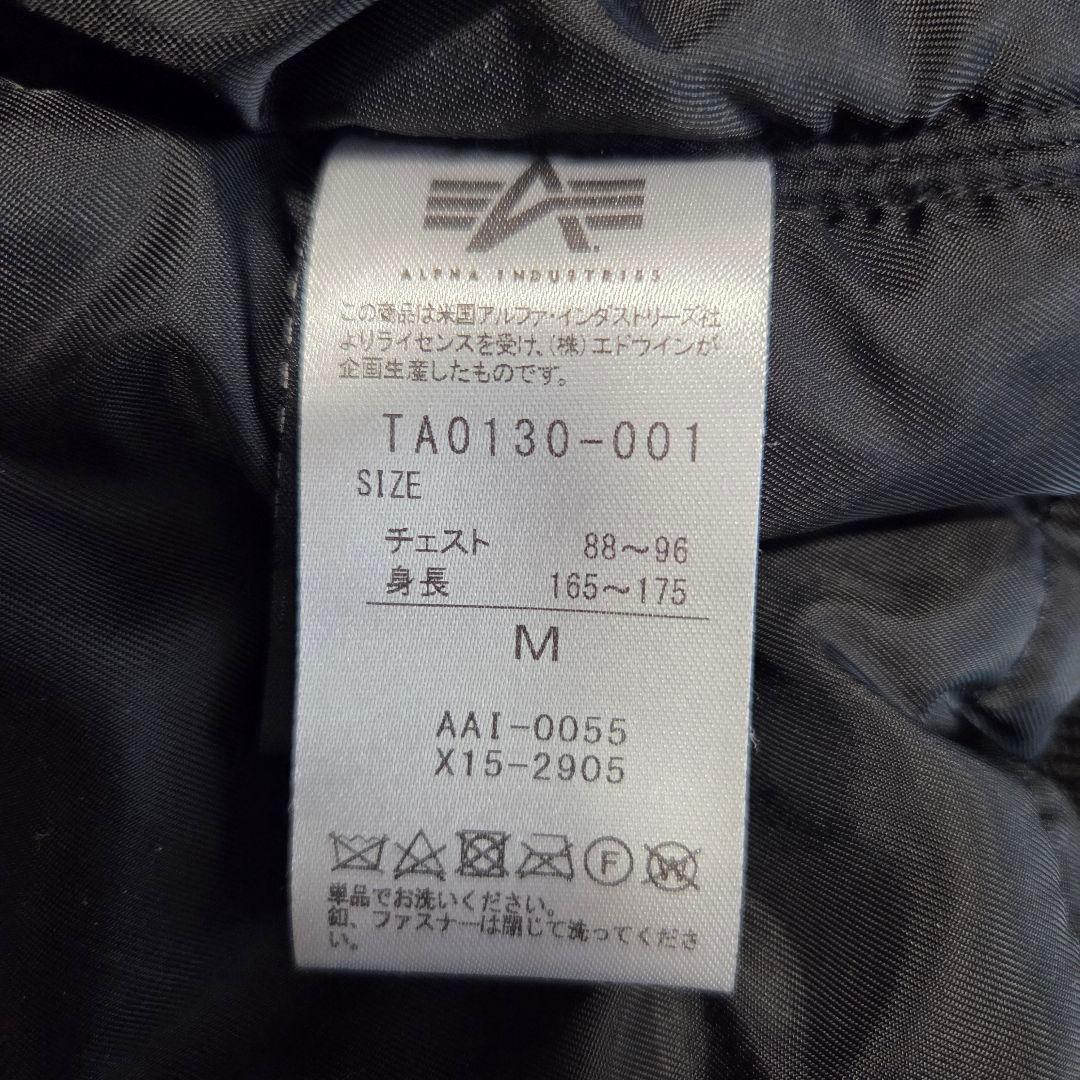 ALPHA INDUSTRIES
この商品は米国アルファ・インダストリーズ社
よりライセンスを受け、(株)エドウインが
企画生産したものです。
TA0130-001
SIZE
チェスト 88〜96
身長 165〜175
M
AAI-0055
X15-2905
F W
単品でお洗いください。
釦、ファスナーは閉じて洗ってくださ
い。